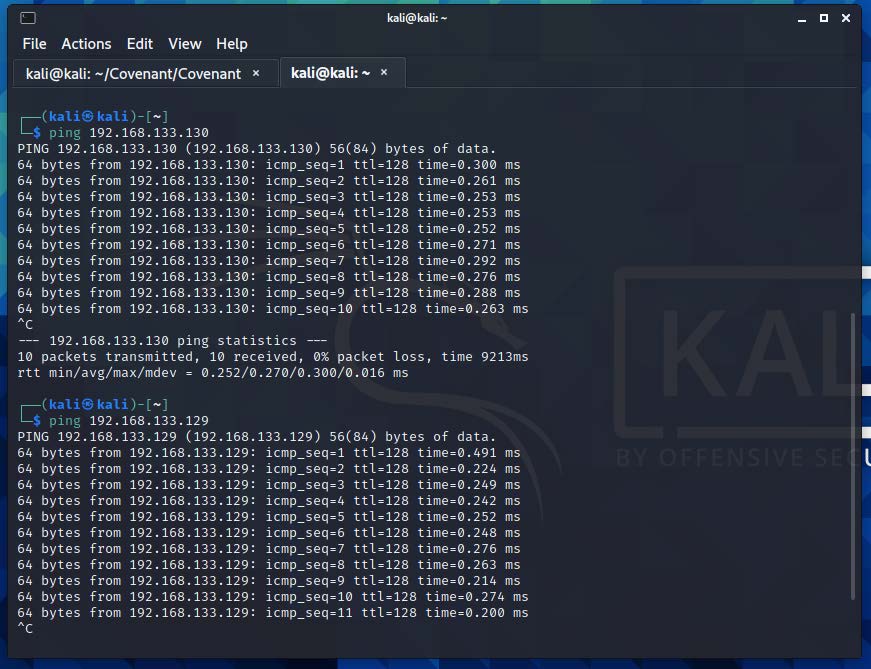 kali@kali: ~
File Actions Edit View Help
kali@kali: ~/Covenant/Covenant × kali@kali: ~ ×
┌──(kali㉿kali)-[~]
└─$ ping 192.168.133.130
PING 192.168.133.130 (192.168.133.130) 56(84) bytes of data.
64 bytes from 192.168.133.130: icmp_seq=1 ttl=128 time=0.300 ms
64 bytes from 192.168.133.130: icmp_seq=2 ttl=128 time=0.261 ms
64 bytes from 192.168.133.130: icmp_seq=3 ttl=128 time=0.253 ms
64 bytes from 192.168.133.130: icmp_seq=4 ttl=128 time=0.253 ms
64 bytes from 192.168.133.130: icmp_seq=5 ttl=128 time=0.252 ms
64 bytes from 192.168.133.130: icmp_seq=6 ttl=128 time=0.271 ms
64 bytes from 192.168.133.130: icmp_seq=7 ttl=128 time=0.292 ms
64 bytes from 192.168.133.130: icmp_seq=8 ttl=128 time=0.276 ms
64 bytes from 192.168.133.130: icmp_seq=9 ttl=128 time=0.288 ms
64 bytes from 192.168.133.130: icmp_seq=10 ttl=128 time=0.263 ms
^C
--- 192.168.133.130 ping statistics ---
10 packets transmitted, 10 received, 0% packet loss, time 9213ms
rtt min/avg/max/mdev = 0.252/0.270/0.300/0.016 ms
┌──(kali㉿kali)-[~]
└─$ ping 192.168.133.129
PING 192.168.133.129 (192.168.133.129) 56(84) bytes of data.
64 bytes from 192.168.133.129: icmp_seq=1 ttl=128 time=0.491 ms
64 bytes from 192.168.133.129: icmp_seq=2 ttl=128 time=0.224 ms
64 bytes from 192.168.133.129: icmp_seq=3 ttl=128 time=0.249 ms
64 bytes from 192.168.133.129: icmp_seq=4 ttl=128 time=0.242 ms
64 bytes from 192.168.133.129: icmp_seq=5 ttl=128 time=0.252 ms
64 bytes from 192.168.133.129: icmp_seq=6 ttl=128 time=0.248 ms
64 bytes from 192.168.133.129: icmp_seq=7 ttl=128 time=0.276 ms
64 bytes from 192.168.133.129: icmp_seq=8 ttl=128 time=0.263 ms
64 bytes from 192.168.133.129: icmp_seq=9 ttl=128 time=0.214 ms
64 bytes from 192.168.133.129: icmp_seq=10 ttl=128 time=0.274 ms
64 bytes from 192.168.133.129: icmp_seq=11 ttl=128 time=0.200 ms
^C
KAL
BY OFFENSIVE SECU